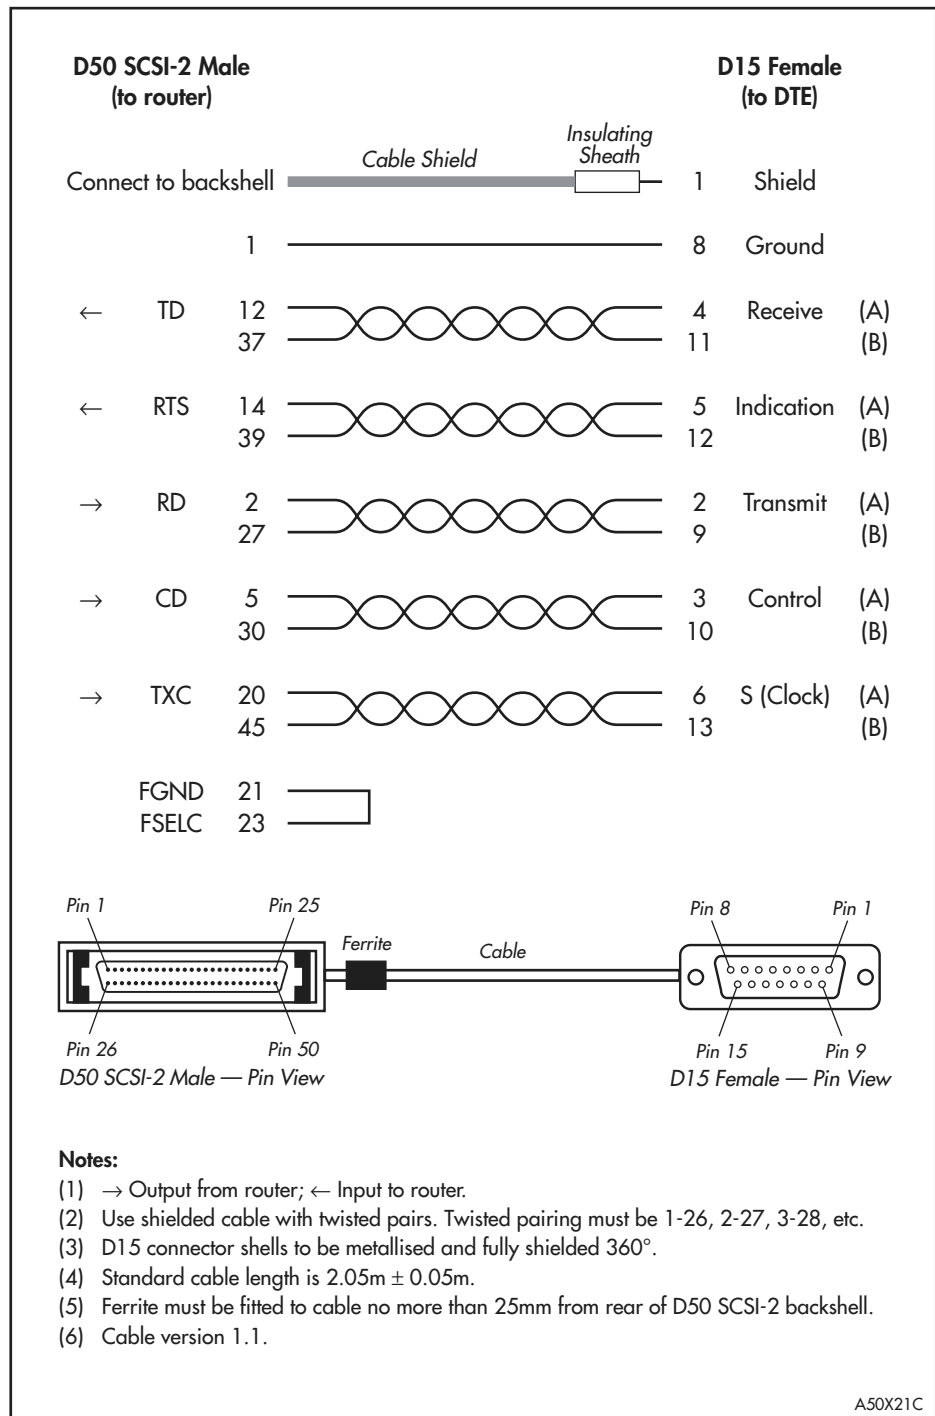 D50 SCSI-2 Male
(to router)
D15 Female
(to DTE)
Connect to backshell
Cable Shield
Insulating
Sheath
1 Shield
1 8 Ground
← TD 12 4 Receive (A)
37 11 (B)
← RTS 14 5 Indication (A)
39 12 (B)
→ RD 2 2 Transmit (A)
27 9 (B)
→ CD 5 3 Control (A)
30 10 (B)
→ TXC 20 6 S (Clock) (A)
45 13 (B)
FGND 21
FSELC 23
Pin 1 Pin 25
Pin 8 Pin 1
Ferrite
Cable
Pin 26 Pin 50
Pin 15 Pin 9
D50 SCSI-2 Male — Pin View
D15 Female — Pin View
Notes:
(1) → Output from router; ← Input to router.
(2) Use shielded cable with twisted pairs. Twisted pairing must be 1-26, 2-27, 3-28, etc.
(3) D15 connector shells to be metallised and fully shielded 360°.
(4) Standard cable length is 2.05m ± 0.05m.
(5) Ferrite must be fitted to cable no more than 25mm from rear of D50 SCSI-2 backshell.
(6) Cable version 1.1.
A50X21C